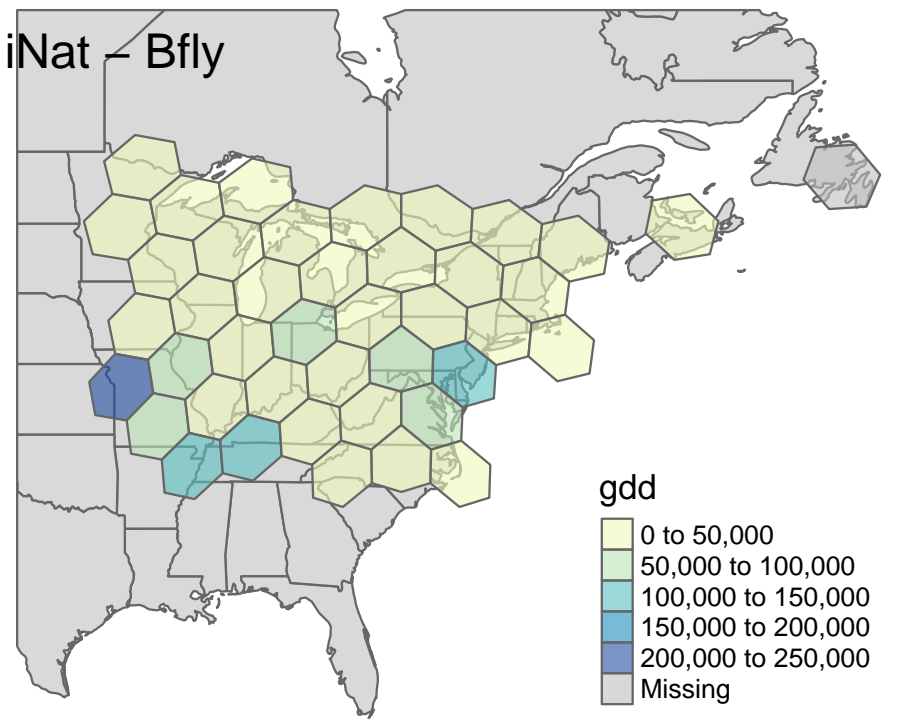 iNat – Bfly
gdd
0 to 50,000
50,000 to 100,000
100,000 to 150,000
150,000 to 200,000
200,000 to 250,000
Missing